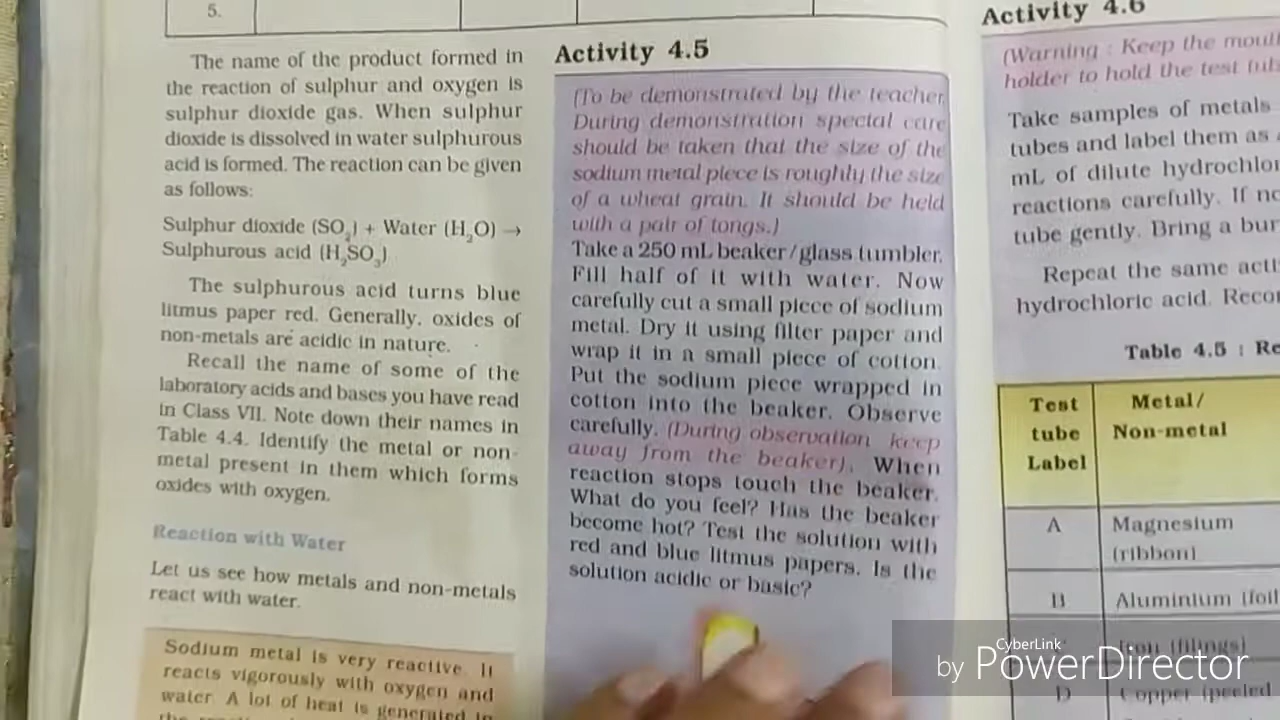 5.
The name of the product formed in
the reaction of sulphur and oxygen is
sulphur dioxide gas. When sulphur
dioxide is dissolved in water sulphurous
acid is formed. The reaction can be given
as follows:
Sulphur dioxide (SO₂) + Water (H₂O) →
Sulphurous acid (H₂SO₃)
The sulphurous acid turns blue
litmus paper red. Generally, oxides of
non-metals are acidic in nature.
Recall the name of some of the
laboratory acids and bases you have read
in Class VII. Note down their names in
Table 4.4. Identify the metal or non-
metal present in them which forms
oxides with oxygen.
Reaction with Water
Let us see how metals and non-metals
react with water.
Sodium metal is very reactive. It
reacts vigorously with oxygen and
water. A lot of heat is generated in
Activity 4.5
(To be demonstrated by the teacher.
During demonstration special care
should be taken that the size of the
sodium metal piece is roughly the size
of a wheat grain. It should be held
with a pair of tongs.)
Take a 250 mL beaker/glass tumbler.
Fill half of it with water. Now
carefully cut a small piece of sodium
metal. Dry it using filter paper and
wrap it in a small piece of cotton.
Put the sodium piece wrapped in
cotton into the beaker. Observe
carefully. (During observation keep
away from the beaker). When
reaction stops touch the beaker.
What do you feel? Has the beaker
become hot? Test the solution with
red and blue litmus papers. Is the
solution acidic or basic?
Activity 4.6
(Warning : Keep the
holder to hold the test
Take samples of metals
tubes and label them as
mL of dilute
reactions carefully. If
tube gently. Bring a
Repeat the same
hydrochloric acid.
Table 4.5 :
Test tube Label
Metal/ Non-metal
A
Magnesium (ribbon)
B
Aluminium
Iron (filings)
D
Copper (peeled
CyberLink
by PowerDirector